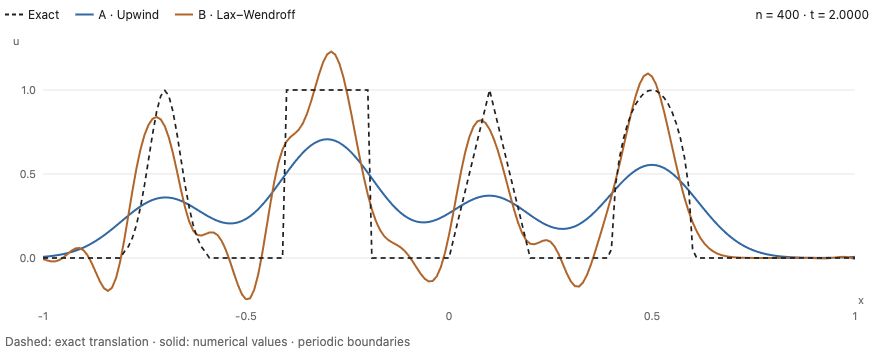 Exact A · Upwind B · Lax–Wendroff n = 400 · t = 2.0000
u
1.0
0.5
0.0
x
-1 -0.5 0 0.5 1
Dashed: exact translation · solid: numerical values · periodic boundaries